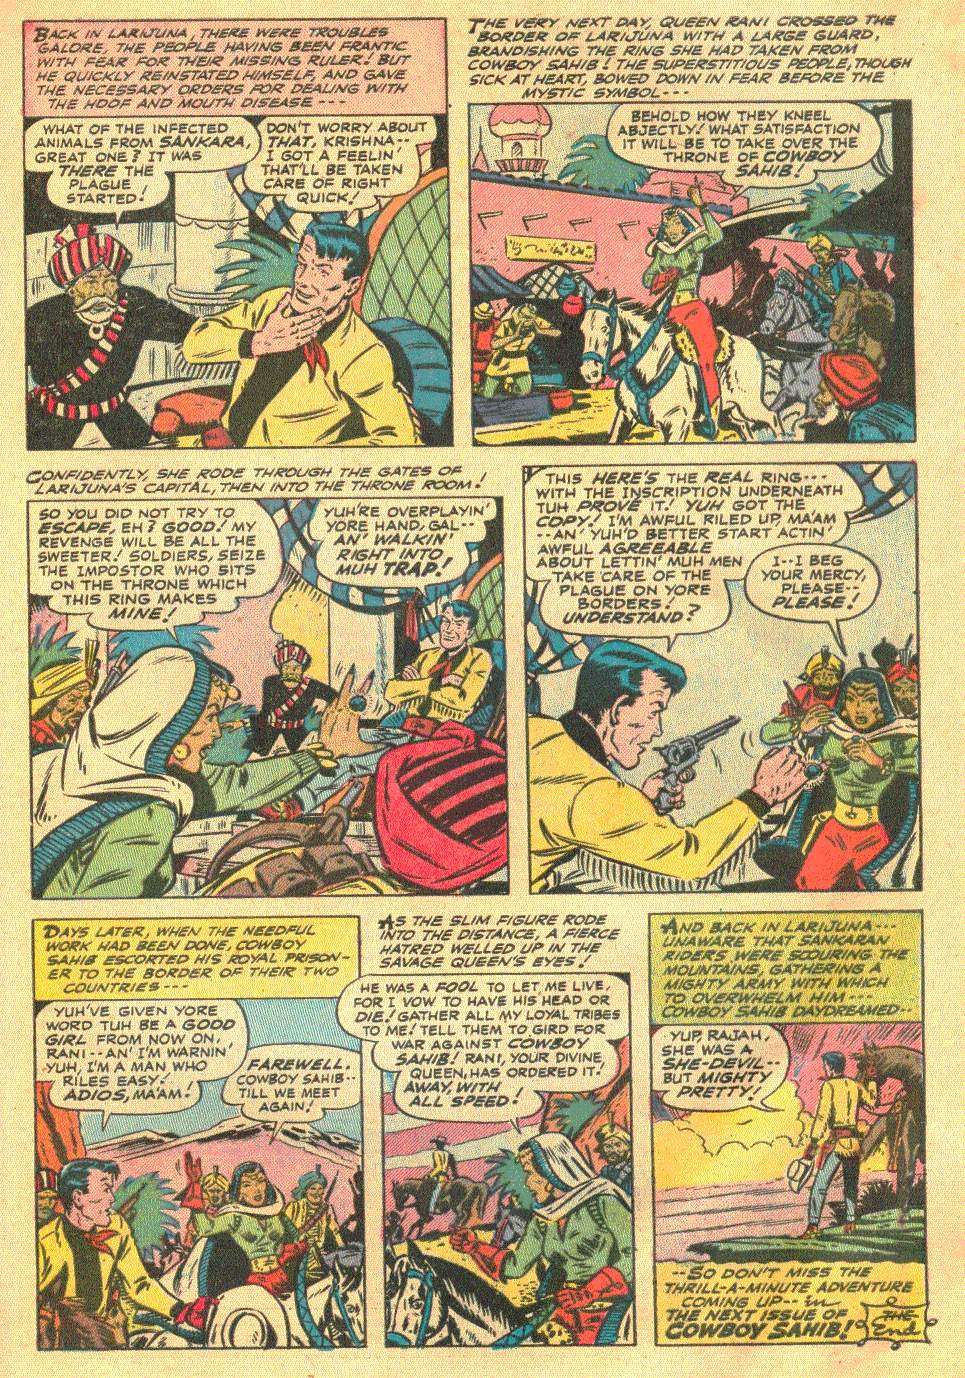 BACK IN LARIJUNA, THERE WERE TROUBLES
GALORE, THE PEOPLE HAVING BEEN FRANTIC
WITH FEAR FOR THEIR MISSING RULER! BUT
HE QUICKLY REINSTATED HIMSELF, AND GAVE
THE NECESSARY ORDERS FOR DEALING WITH
THE HOOF AND MOUTH DISEASE---
WHAT OF THE INFECTED
ANIMALS FROM SANKARA,
GREAT ONE? IT WAS
THERE THE
PLAGUE
STARTED!
DON'T WORRY ABOUT
THAT, KRISHNA--
I GOT A FEELIN'
THAT'LL BE TAKEN
CARE OF RIGHT
QUICK!
THE VERY NEXT DAY, QUEEN RANI CROSSED THE
BORDER OF LARIJUNA WITH A LARGE GUARD,
BRANDISHING THE RING SHE HAD TAKEN FROM
COWBOY SAHIB! THE SUPERSTITIOUS PEOPLE, THOUGH
SICK AT HEART, BOWED DOWN IN FEAR BEFORE THE
MYSTIC SYMBOL---
BEHOLD HOW THEY KNEEL
ABJECTLY! WHAT SATISFACTION
IT WILL BE TO TAKE OVER THE
THRONE OF COWBOY
SAHIB!
CONFIDENTLY, SHE RODE THROUGH THE GATES OF
LARIJUNA'S CAPITAL, THEN INTO THE THRONE ROOM!
SO YOU DID NOT TRY TO
ESCAPE, EH? GOOD! MY
REVENGE WILL BE ALL THE
SWEETER! SOLDIERS, SEIZE
THE IMPOSTOR WHO SITS
ON THE THRONE WHICH
THIS RING MAKES
MINE!
YUH'RE OVERPLAYIN'
YORE HAND, GAL--
AN' WALKIN'
RIGHT INTO
MUH TRAP!
THIS HERE'S THE REAL RING---
WITH THE INSCRIPTION UNDERNEATH
TUH PROVE IT! YUH GOT THE
COPY! I'M AWFUL RILED UP, MA'AM
--AN' YUH'D BETTER START ACTIN'
AWFUL AGREEABLE
ABOUT LETTIN' MUH MEN
TAKE CARE OF THE
PLAGUE ON YORE
BORDERS!
UNDERSTAND?
I--I BEG
YOUR MERCY,
PLEASE--
PLEASE!
DAYS LATER, WHEN THE NEEDFUL
WORK HAD BEEN DONE, COWBOY
SAHIB ESCORTED HIS ROYAL PRISON-
ER TO THE BORDER OF THEIR TWO
COUNTRIES---
YUH'VE GIVEN YORE
WORD TUH BE A GOOD
GIRL FROM NOW ON,
RANI--AN' I'M WARNIN'
YUH, I'M A MAN WHO
RILES EASY!
ADIOS, MA'AM!
FAREWELL,
COWBOY SAHIB--
TILL WE MEET
AGAIN!
AS THE SLIM FIGURE RODE
INTO THE DISTANCE, A FIERCE
HATRED WELLED UP IN THE
SAVAGE QUEEN'S EYES!
HE WAS A FOOL TO LET ME LIVE,
FOR I VOW TO HAVE HIS HEAD OR
DIE! GATHER ALL MY LOYAL TRIBES
TO ME! TELL THEM TO GIRD FOR
WAR AGAINST COWBOY
SAHIB! RANI, YOUR DIVINE
QUEEN, HAS ORDERED IT!
AWAY, WITH
ALL SPEED!
AND BACK IN LARIJUNA---
UNAWARE THAT SANKARAN
RIDERS WERE SCOURING THE
MOUNTAINS, GATHERING A
MIGHTY ARMY WITH WHICH
TO OVERWHELM HIM---
COWBOY SAHIB DAYDREAMED--
YUP, RAJAH,
SHE WAS A
SHE-DEVIL--
BUT MIGHTY
PRETTY!
--SO DON'T MISS THE
THRILL-A-MINUTE ADVENTURE
COMING UP--in
THE NEXT ISSUE OF
COWBOY SAHIB!
THE
End